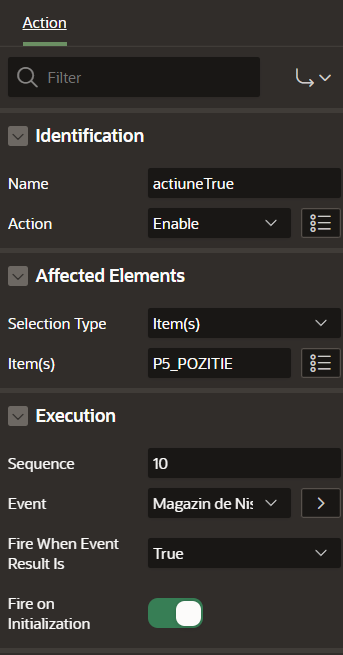 Action
Filter
Identification
Name actiuneTrue
Action Enable
Affected Elements
Selection Type Item(s)
Item(s) P5_POZITIE
Execution
Sequence 10
Event Magazin de Nis
Fire When Event
Result Is True
Fire on
Initialization